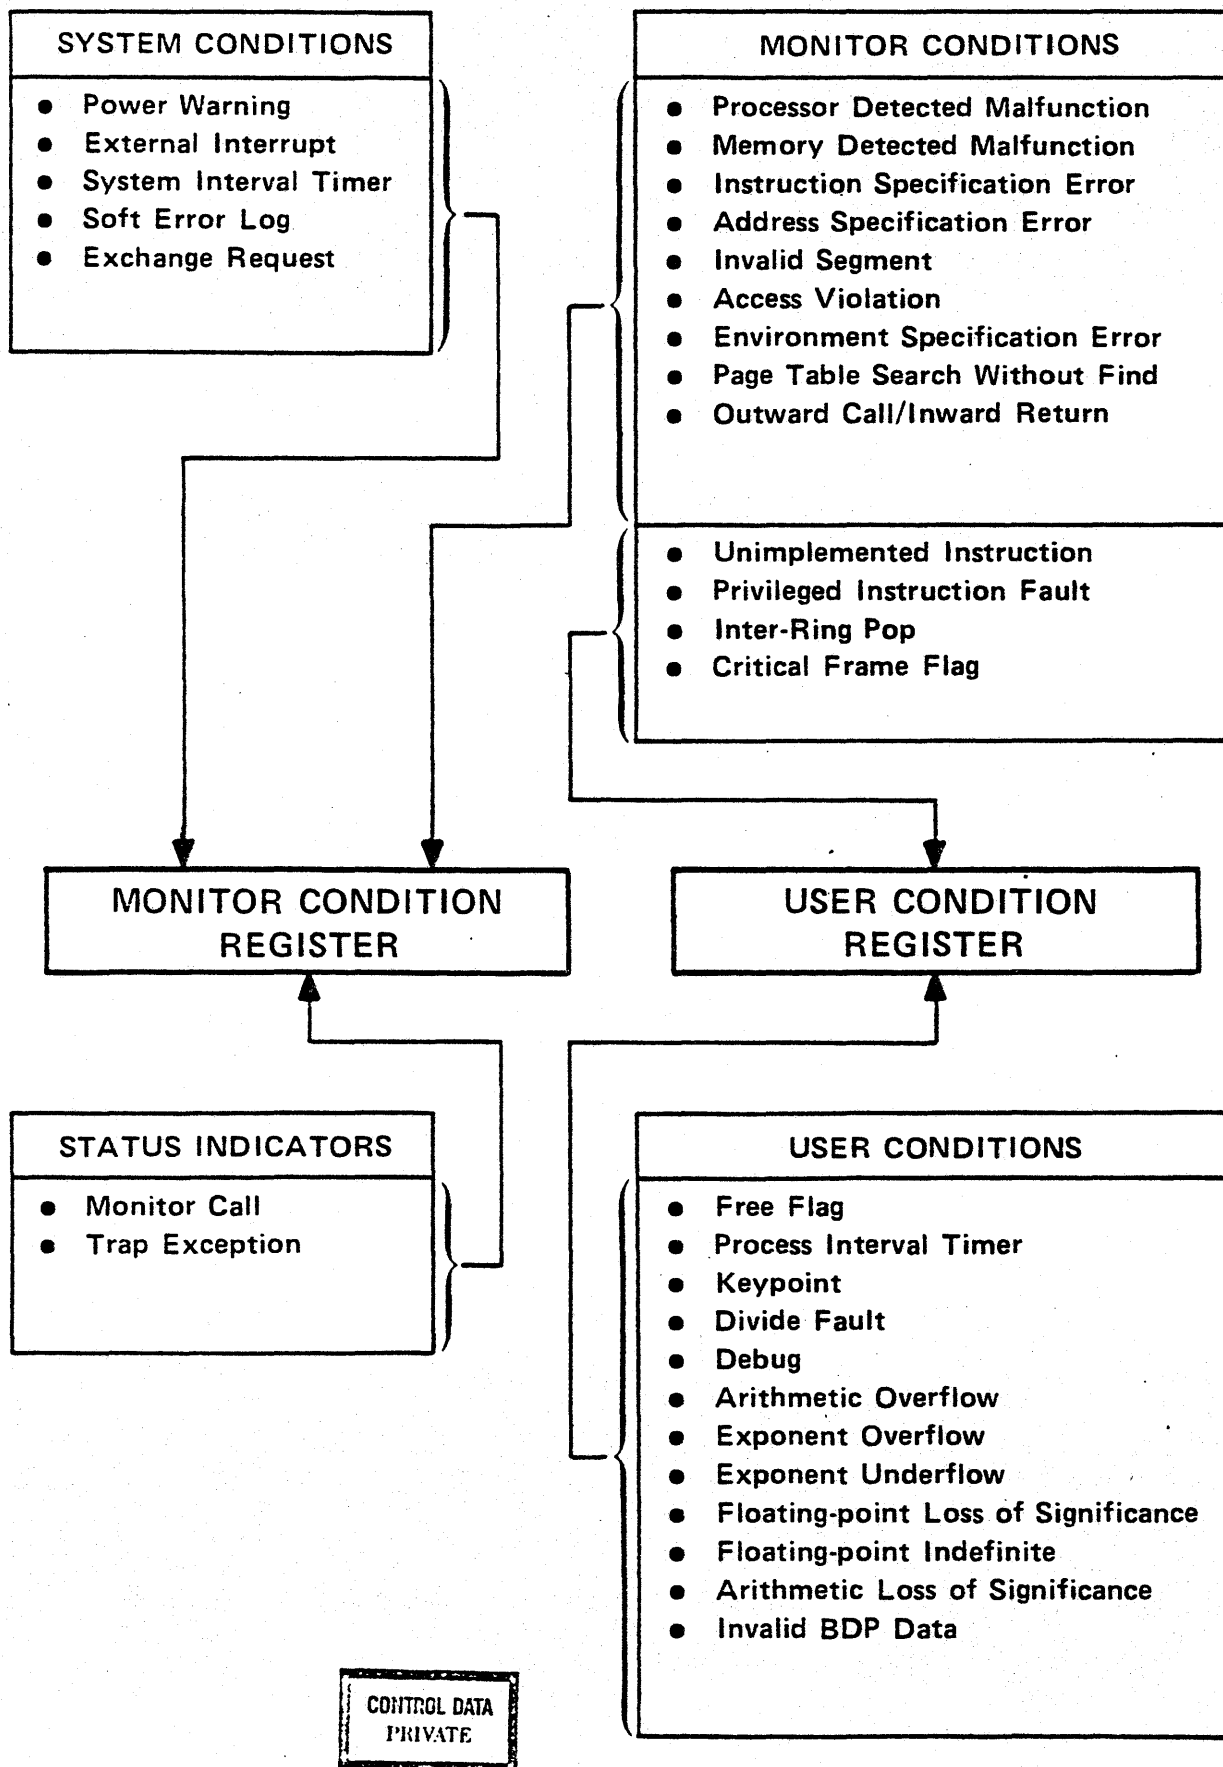 SYSTEM CONDITIONS
• Power Warning
• External Interrupt
• System Interval Timer
• Soft Error Log
• Exchange Request
MONITOR CONDITIONS
• Processor Detected Malfunction
• Memory Detected Malfunction
• Instruction Specification Error
• Address Specification Error
• Invalid Segment
• Access Violation
• Environment Specification Error
• Page Table Search Without Find
• Outward Call/Inward Return
• Unimplemented Instruction
• Privileged Instruction Fault
• Inter-Ring Pop
• Critical Frame Flag
MONITOR CONDITION
REGISTER
USER CONDITION
REGISTER
STATUS INDICATORS
• Monitor Call
• Trap Exception
USER CONDITIONS
• Free Flag
• Process Interval Timer
• Keypoint
• Divide Fault
• Debug
• Arithmetic Overflow
• Exponent Overflow
• Exponent Underflow
• Floating-point Loss of Significance
• Floating-point Indefinite
• Arithmetic Loss of Significance
• Invalid BDP Data
CONTROL DATA
PRIVATE